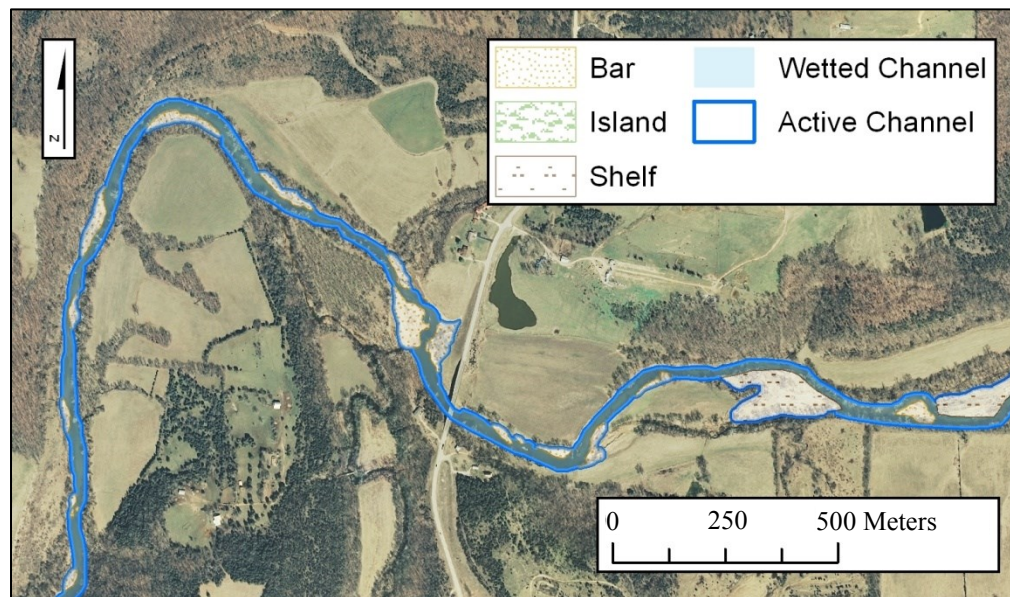 N
Bar
Wetted Channel
Island
Active Channel
Shelf
0 250 500 Meters